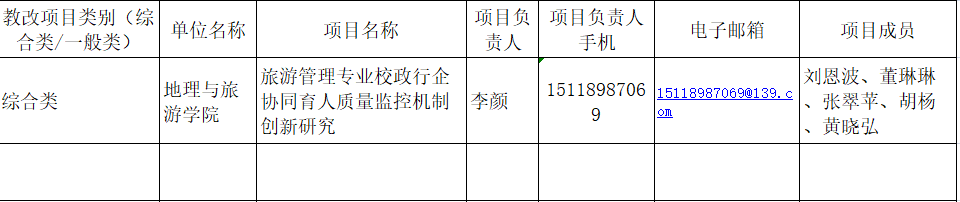 教改项目类别（综
合类/一般类）
单位名称
项目名称
项目负
责人
项目负责人
手机
电子邮箱
项目成员
综合类
地理与旅
游学院
旅游管理专业校政行企
协同育人质量监控机制
创新研究
李颜
1511898706
9
15118987069@139.c
om
刘恩波、董琳琳
、张翠苹、胡杨
、黄晓弘